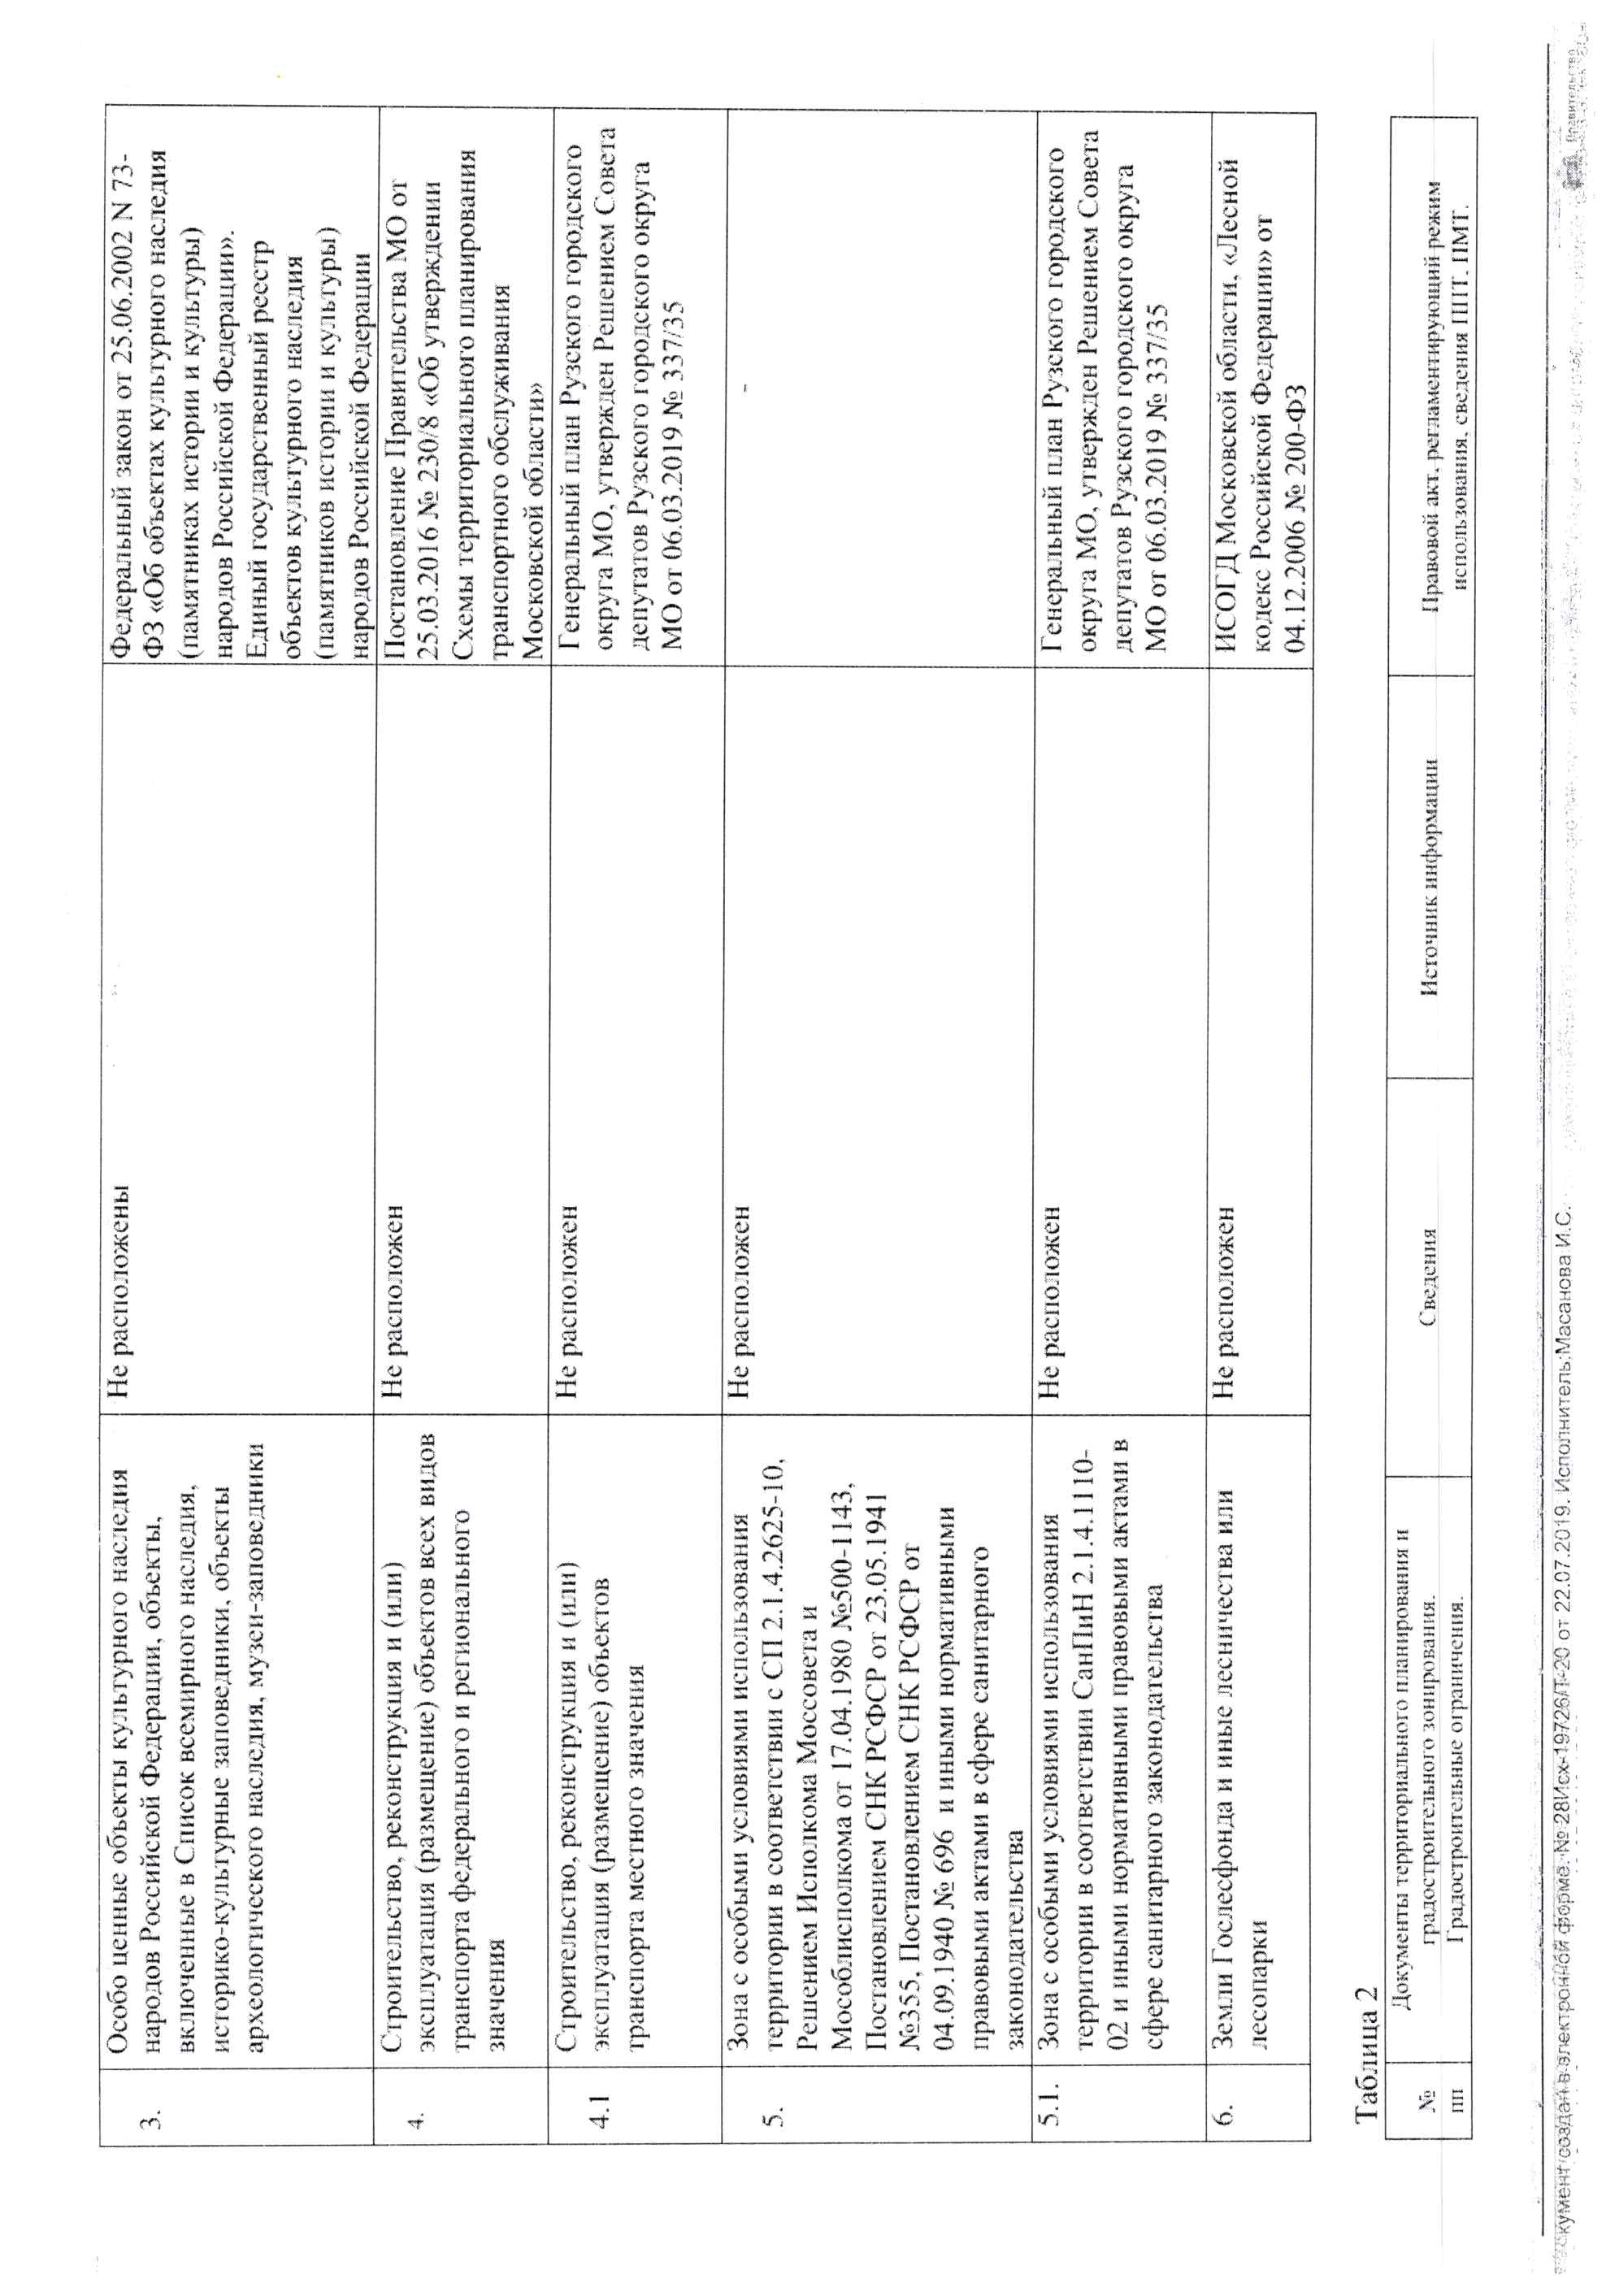 3.
Особо ценные объекты культурного наследия
народов Российской Федерации, объекты,
включенные в Список всемирного наследия,
историко-культурные заповедники, объекты
археологического наследия, музеи-заповедники
Не расположены
Федеральный закон от 25.06.2002 N 73-
ФЗ «Об объектах культурного наследия
(памятниках истории и культуры)
народов Российской Федерации».
Единый государственный реестр
объектов культурного наследия
(памятников истории и культуры)
народов Российской Федерации
4.
Строительство, реконструкция и (или)
эксплуатация (размещение) объектов всех видов
транспорта федерального и регионального
значения
Не расположен
Постановление Правительства МО от
25.03.2016 № 230/8 «Об утверждении
Схемы территориального планирования
транспортного обслуживания
Московской области»
4.1
Строительство, реконструкция и (или)
эксплуатация (размещение) объектов
транспорта местного значения
Не расположен
Генеральный план Рузского городского
округа МО, утвержден Решением Совета
депутатов Рузского городского округа
МО от 06.03.2019 № 337/35
5.
Зона с особыми условиями использования
территории в соответствии с СП 2.1.4.2625-10,
Решением Исполкома Моссовета и
Мособлисполкома от 17.04.1980 №500-1143,
Постановлением СНК РСФСР от 23.05.1941
№355, Постановлением СНК РСФСР от
04.09.1940 № 696 и иными нормативными
правовыми актами в сфере санитарного
законодательства
Не расположен
-
5.1.
Зона с особыми условиями использования
территории в соответствии СанПиН 2.1.4.1110-
02 и иными нормативными правовыми актами в
сфере санитарного законодательства
Не расположен
Генеральный план Рузского городского
округа МО, утвержден Решением Совета
депутатов Рузского городского округа
МО от 06.03.2019 № 337/35
6.
Земли Гослесфонда и иные лесничества или
лесопарки
Не расположен
ИСОГД Московской области, «Лесной
кодекс Российской Федерации» от
04.12.2006 № 200-ФЗ
Таблица 2
№
пп
Документы территориального планирования и
градостроительного зонирования.
Градостроительные ограничения.
Сведения
Источник информации
Правовой акт, регламентирующий режим
использования, сведения ППТ, ПМТ.
кумент создан в электронной форме. № 28Исх-19726/Т-20 от 22.07.2019. Исполнитель:Масанова И.С.
Правительство